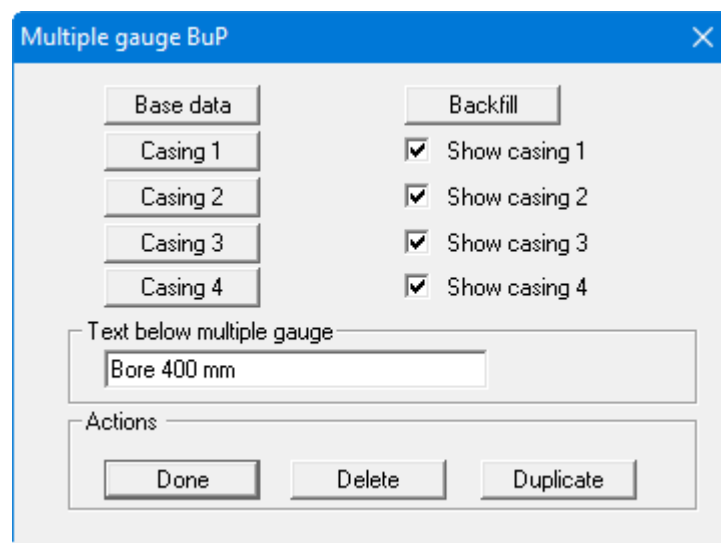 Multiple gauge BuP
Base data Backfill
Casing 1 Show casing 1
Casing 2 Show casing 2
Casing 3 Show casing 3
Casing 4 Show casing 4
Text below multiple gauge
Bore 400 mm
Actions
Done Delete Duplicate